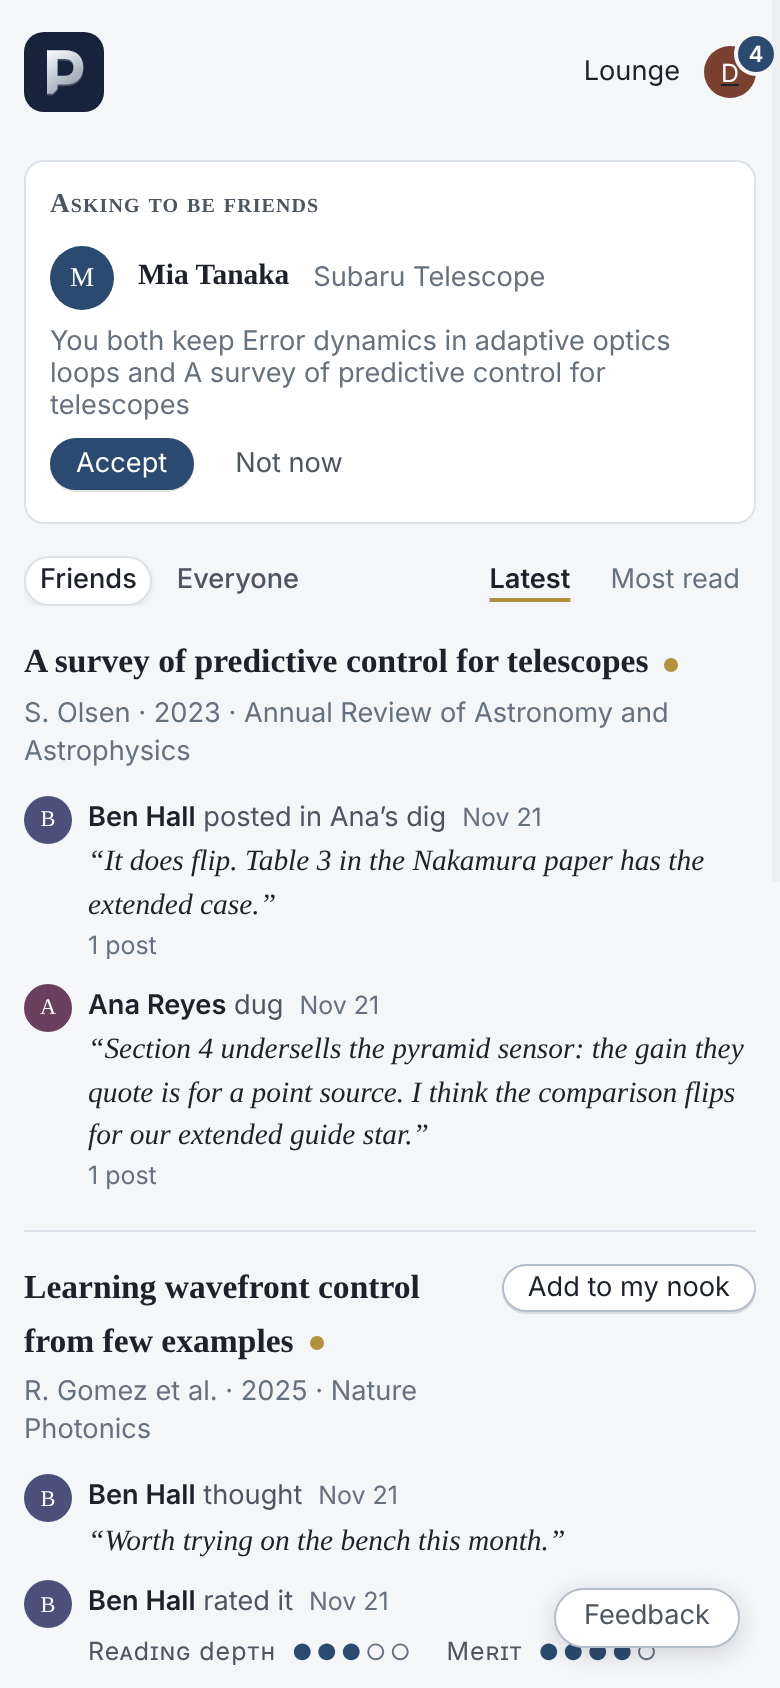 P
Lounge
D
4
Asking to be friends
M
Mia Tanaka Subaru Telescope
You both keep Error dynamics in adaptive optics
loops and A survey of predictive control for
telescopes
Accept
Not now
Friends
Everyone
Latest
Most read
A survey of predictive control for telescopes
S. Olsen · 2023 · Annual Review of Astronomy and
Astrophysics
B
Ben Hall posted in Ana’s dig Nov 21
“It does flip. Table 3 in the Nakamura paper has the
extended case.”
1 post
A
Ana Reyes dug Nov 21
“Section 4 undersells the pyramid sensor: the gain they
quote is for a point source. I think the comparison flips
for our extended guide star.”
1 post
Learning wavefront control
from few examples
Add to my nook
R. Gomez et al. · 2025 · Nature
Photonics
B
Ben Hall thought Nov 21
“Worth trying on the bench this month.”
B
Ben Hall rated it Nov 21
Reading depth
Merit
Feedback